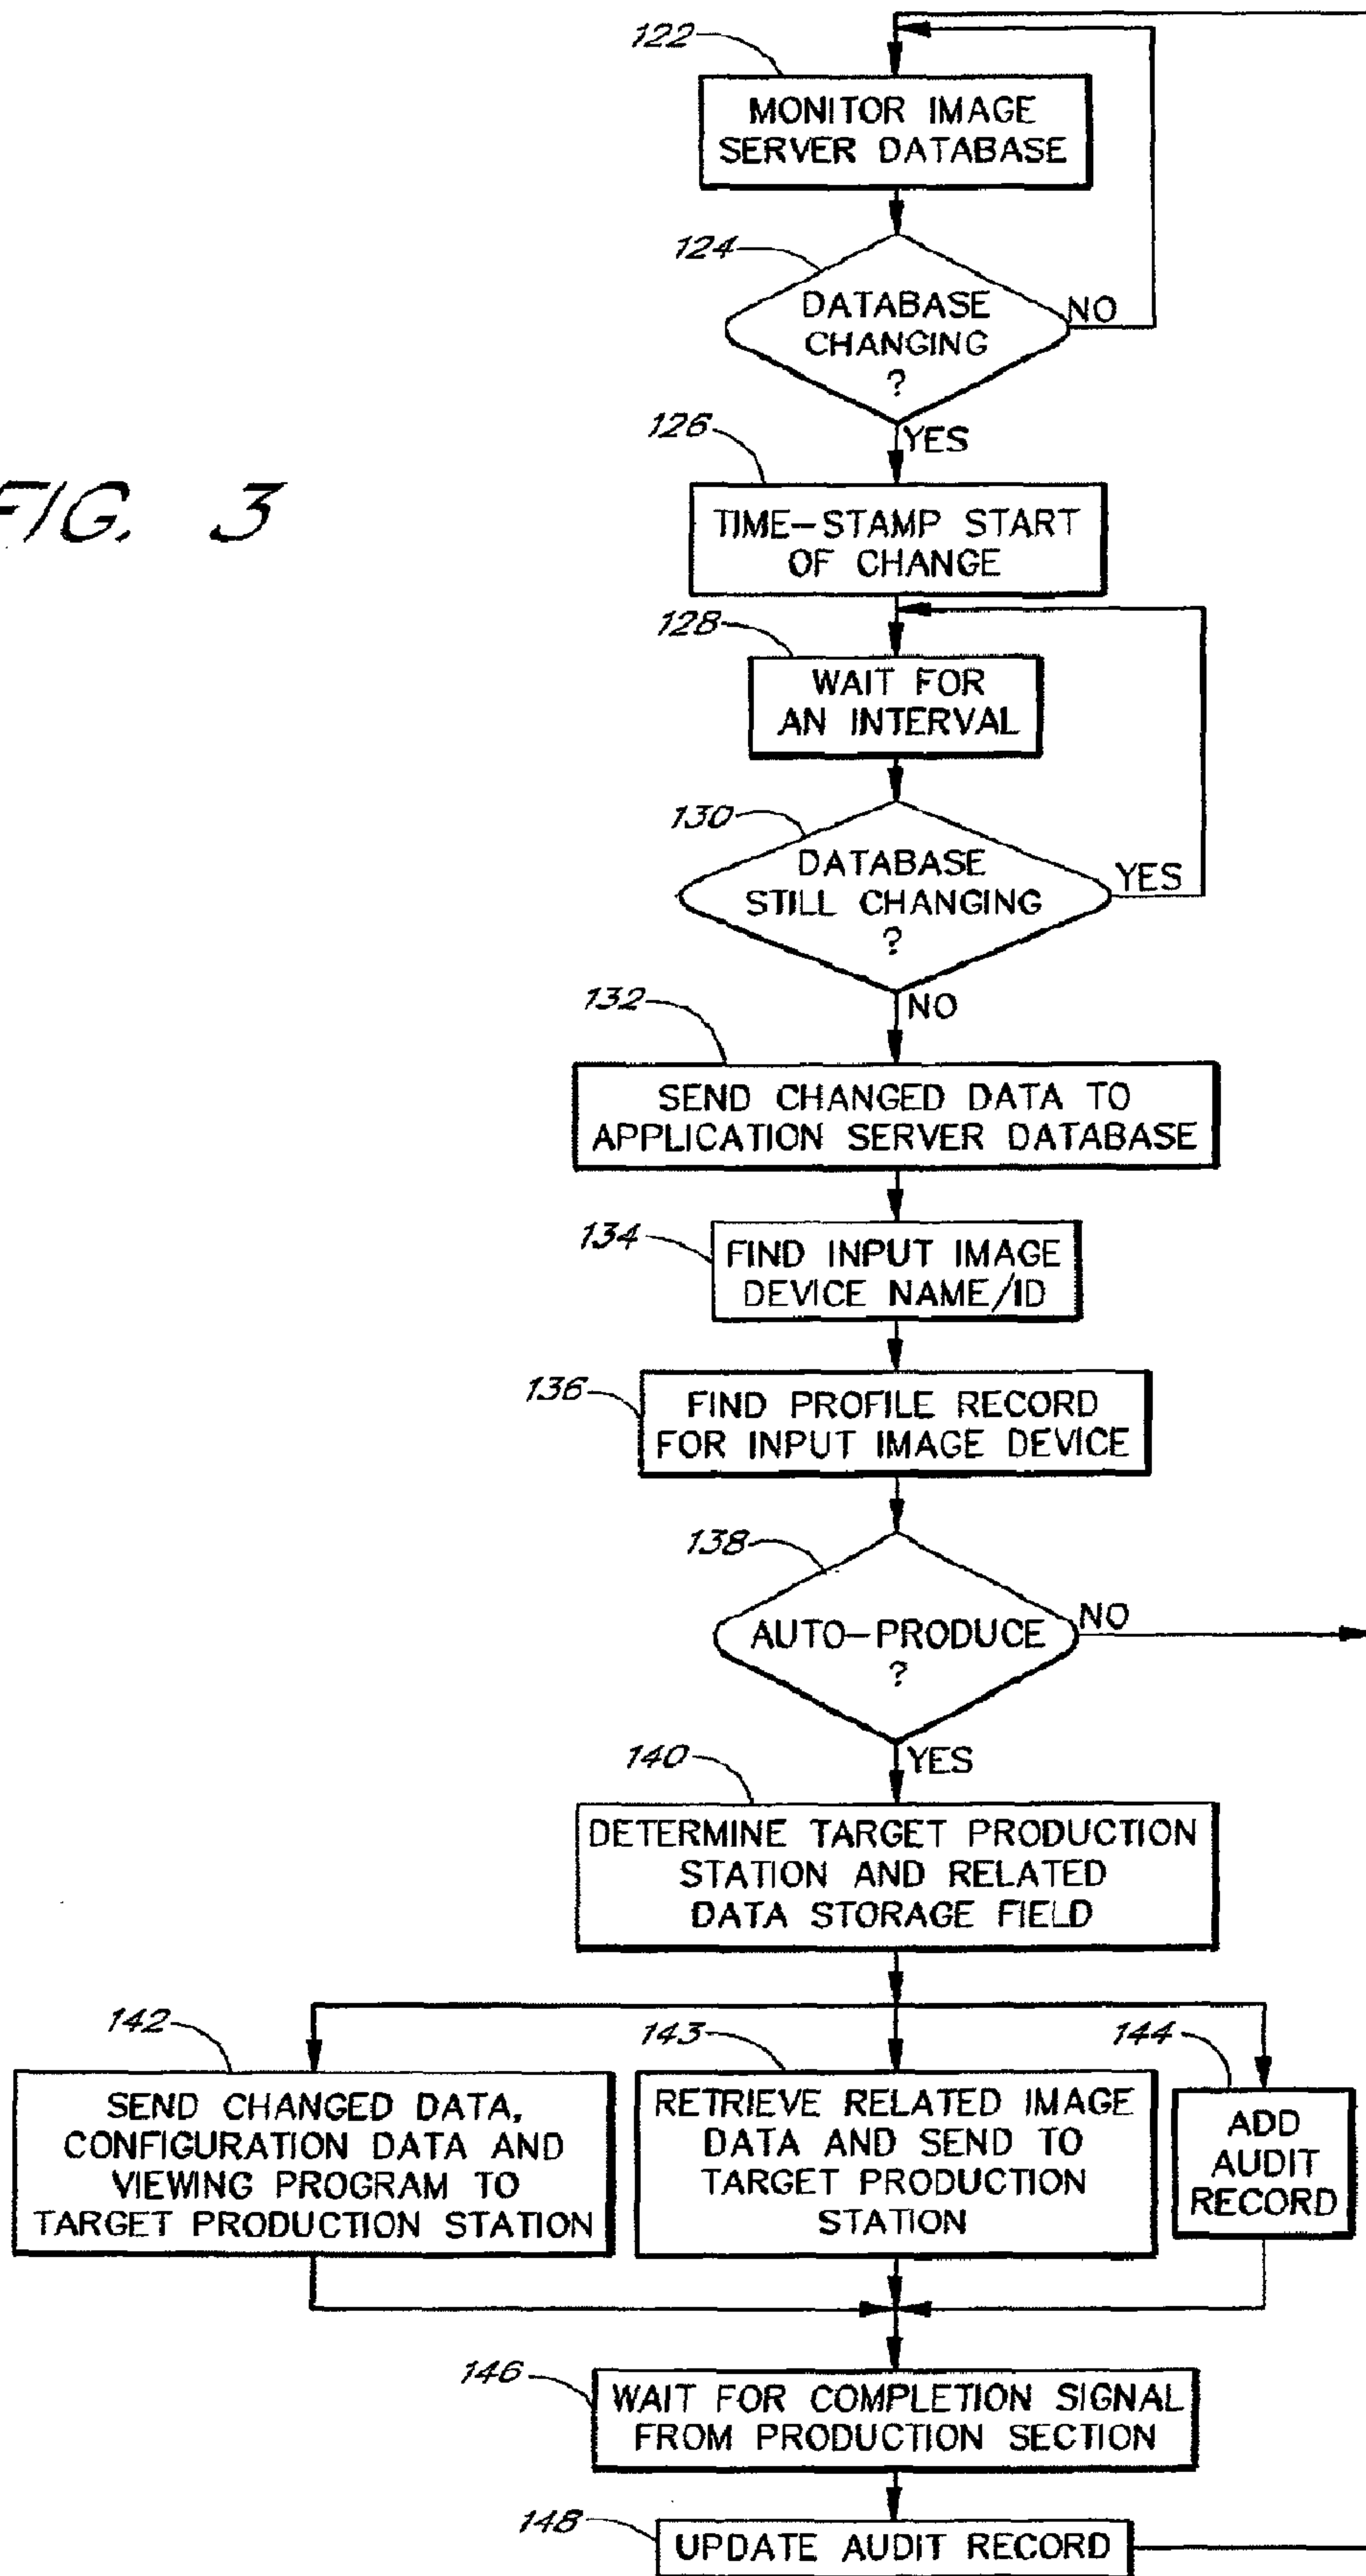 122
MONITOR IMAGE
SERVER DATABASE
124
DATABASE
CHANGING
?
NO
YES
126
TIME-STAMP START
OF CHANGE
FIG. 3
128
WAIT FOR
AN INTERVAL
130
DATABASE
STILL CHANGING
?
YES
NO
132
SEND CHANGED DATA TO
APPLICATION SERVER DATABASE
134
FIND INPUT IMAGE
DEVICE NAME/ID
136
FIND PROFILE RECORD
FOR INPUT IMAGE DEVICE
138
AUTO-PRODUCE
?
NO
YES
140
DETERMINE TARGET PRODUCTION
STATION AND RELATED
DATA STORAGE FIELD
142
SEND CHANGED DATA,
CONFIGURATION DATA AND
VIEWING PROGRAM TO
TARGET PRODUCTION STATION
143
RETRIEVE RELATED IMAGE
DATA AND SEND TO
TARGET PRODUCTION
STATION
144
ADD
AUDIT
RECORD
146
WAIT FOR COMPLETION SIGNAL
FROM PRODUCTION SECTION
148
UPDATE AUDIT RECORD